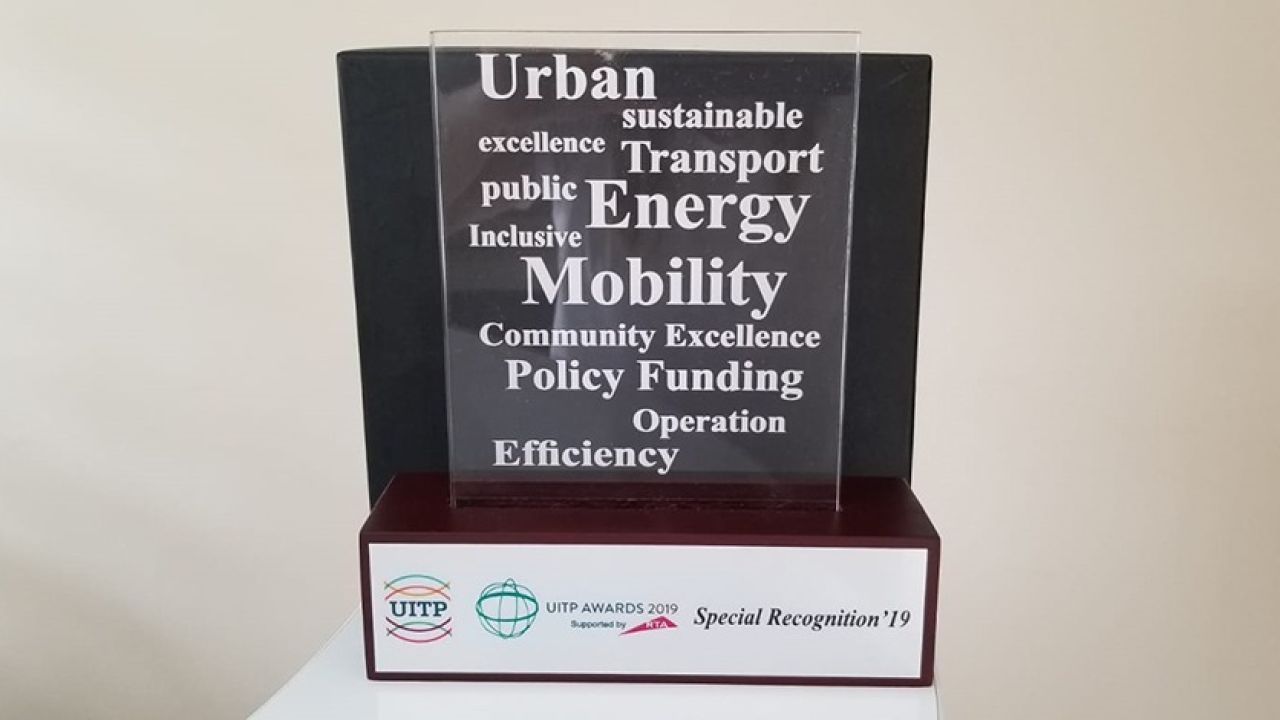 Urban
sustainable
excellence
Transport
public
Energy
Inclusive
Mobility
Community Excellence
Policy Funding
Operation
Efficiency
UITP
UITP AWARDS 2019
Supported by RTA
Special Recognition'19